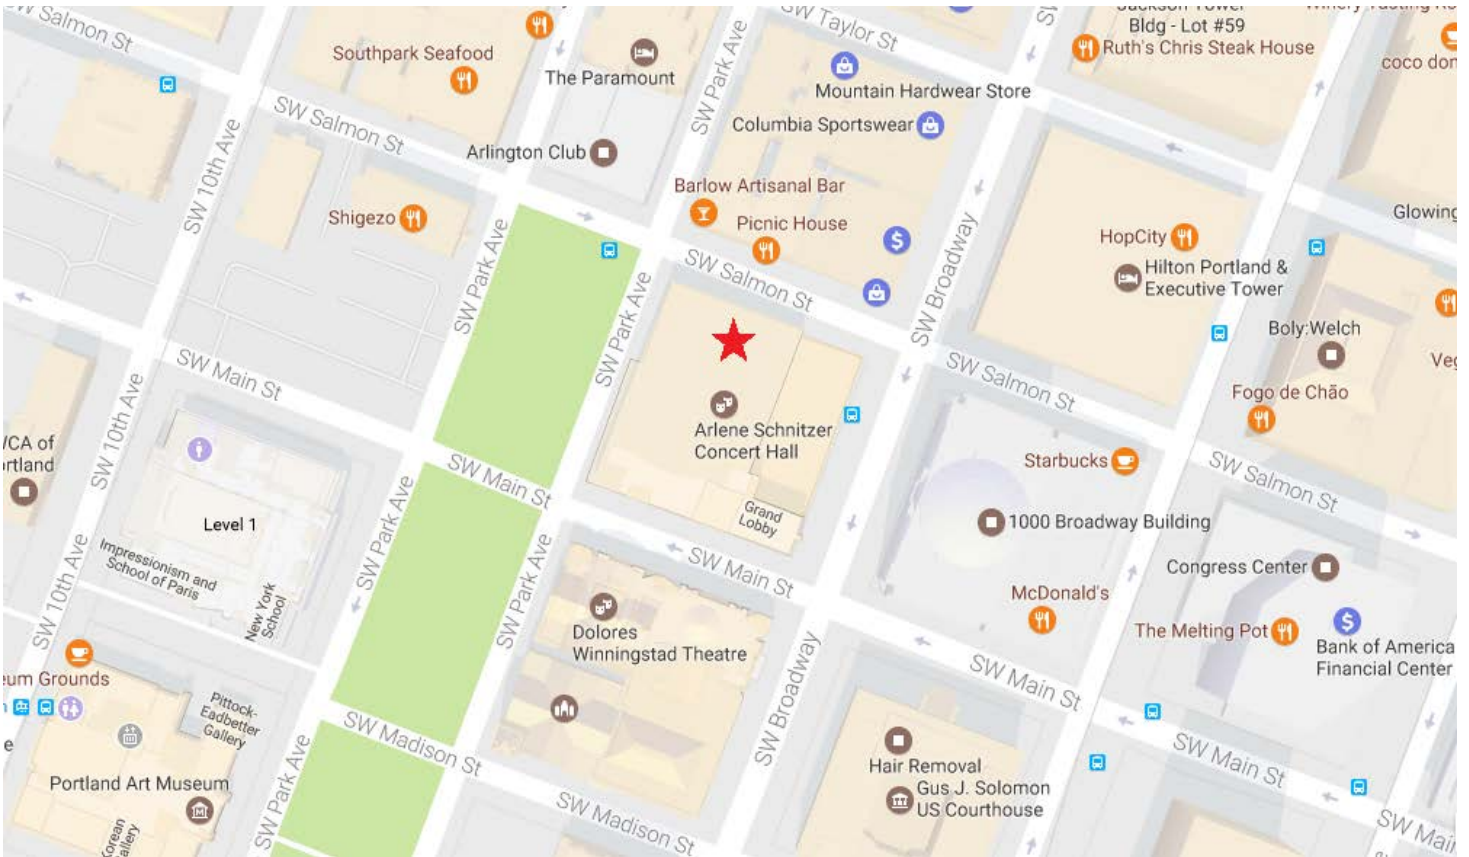 SW Salmon St
SW Park Ave
SW Taylor St
Bldg - Lot #59
Ruth's Chris Steak House
Southpark Seafood
The Paramount
Mountain Hardwear Store
SW Salmon St
Columbia Sportswear
Arlington Club
SW 10th Ave
Barlow Artisanal Bar
Shigezo
Picnic House
HopCity
Hilton Portland &
Executive Tower
SW Park Ave
SW Salmon St
SW Broadway
SW Park Ave
Boly:Welch
SW Main St
SW Salmon St
Fogo de Chão
Arlene Schnitzer
Concert Hall
SW 10th Ave
SW Main St
Starbucks
SW Salmon St
Level 1
Grand
Lobby
1000 Broadway Building
SW Park Ave
SW Main St
Congress Center
Impressionism and
School of Paris
New York
School
SW Park Ave
McDonald's
SW 10th Ave
Dolores
Winningstad Theatre
The Melting Pot
Bank of America
Financial Center
SW Main St
eum Grounds
Pittock-
Eadbetter
Gallery
SW Broadway
SW Madison St
SW Main St
Hair Removal
Gus J. Solomon
US Courthouse
Portland Art Museum
SW Park Ave
SW Madison St